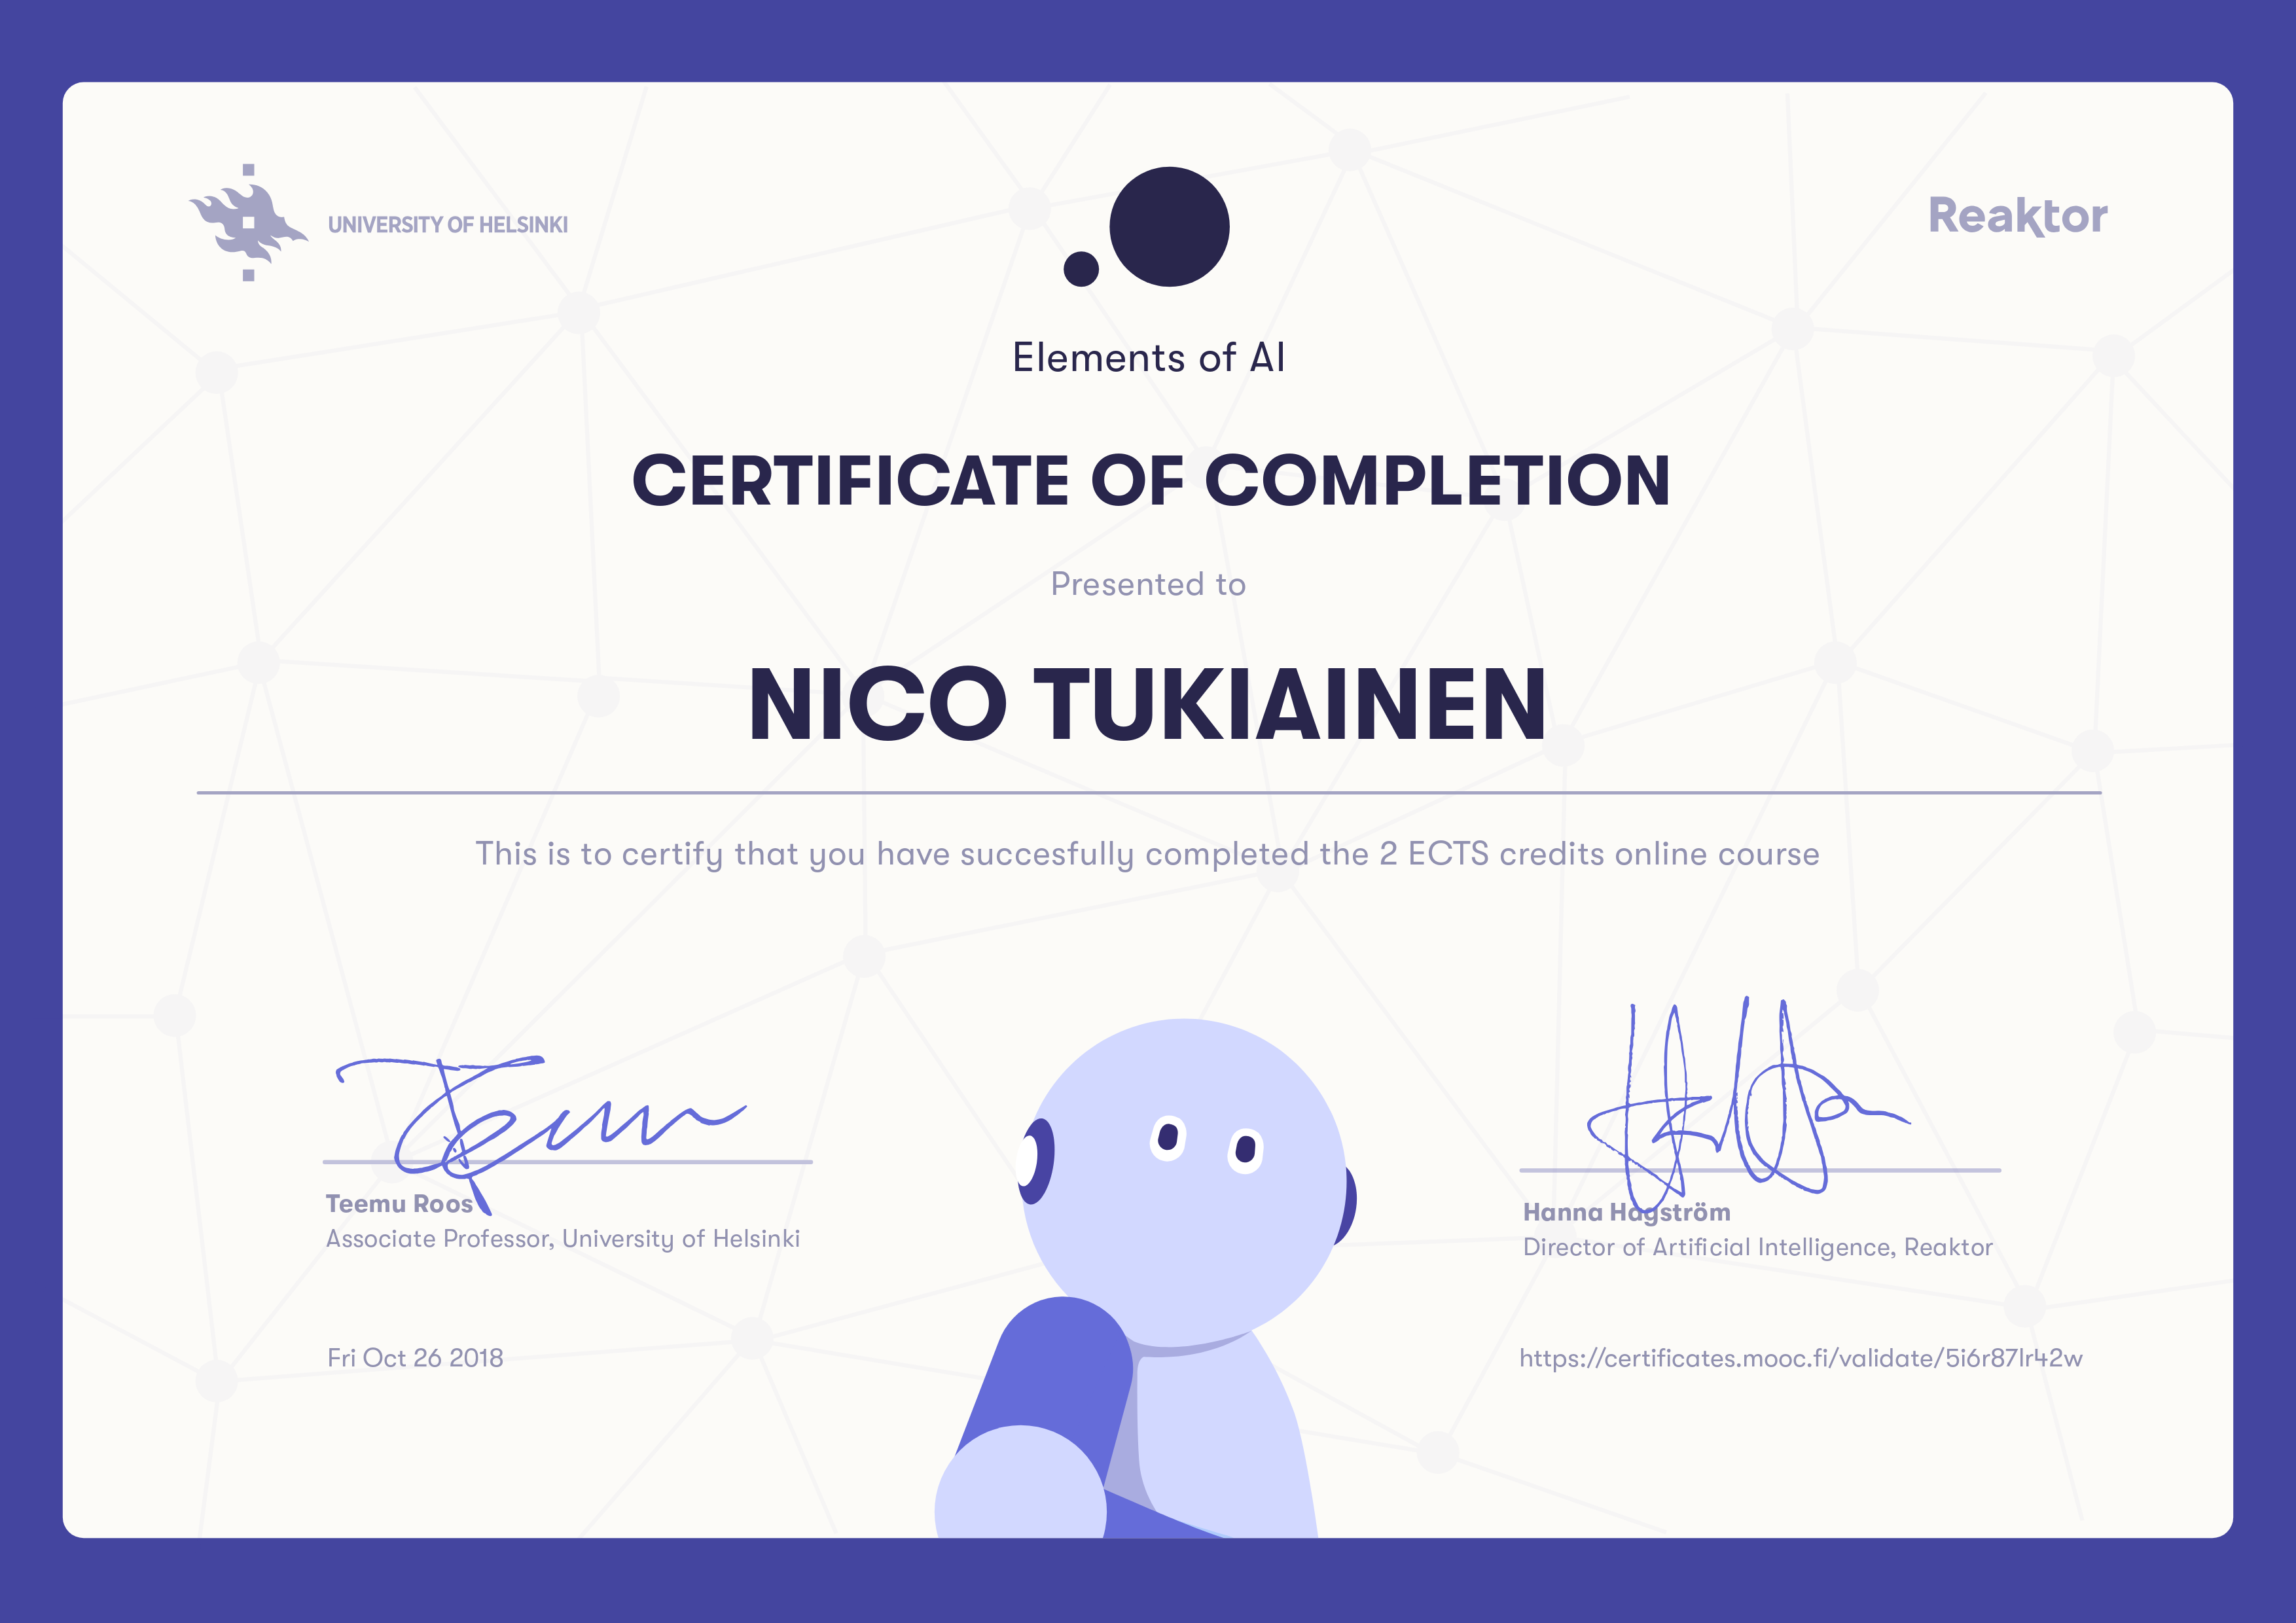 UNIVERSITY OF HELSINKI
Reaktor
Elements of AI
CERTIFICATE OF COMPLETION
Presented to
NICO TUKIAINEN
This is to certify that you have succesfully completed the 2 ECTS credits online course
Teemu Roos
Associate Professor, University of Helsinki
Hanna Hagström
Director of Artificial Intelligence, Reaktor
Fri Oct 26 2018
https://certificates.mooc.fi/validate/5i6r87lr42w